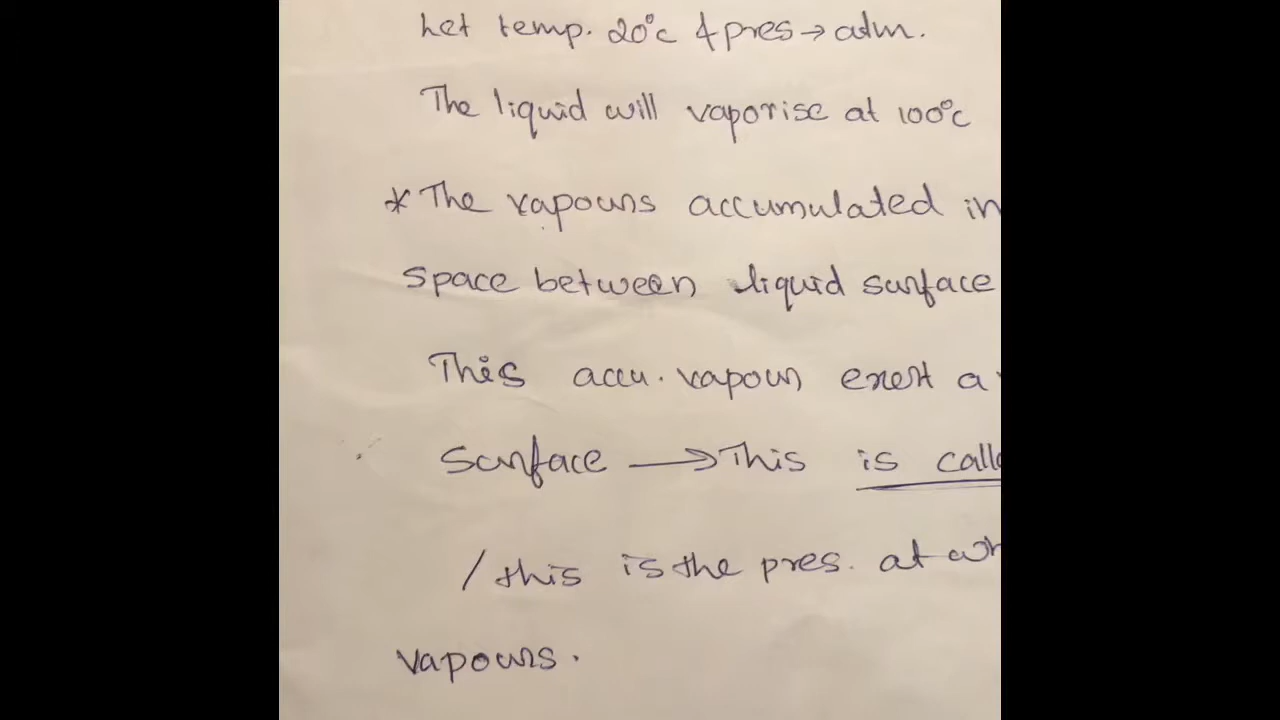 Let temp. 20°c & pres → atm.
The liquid will vaporise at 100°c
* The vapours accumulated in
space between liquid surface
This accu. vapour exert a
surface → This is calle
/ this is the pres. at wh
vapours.